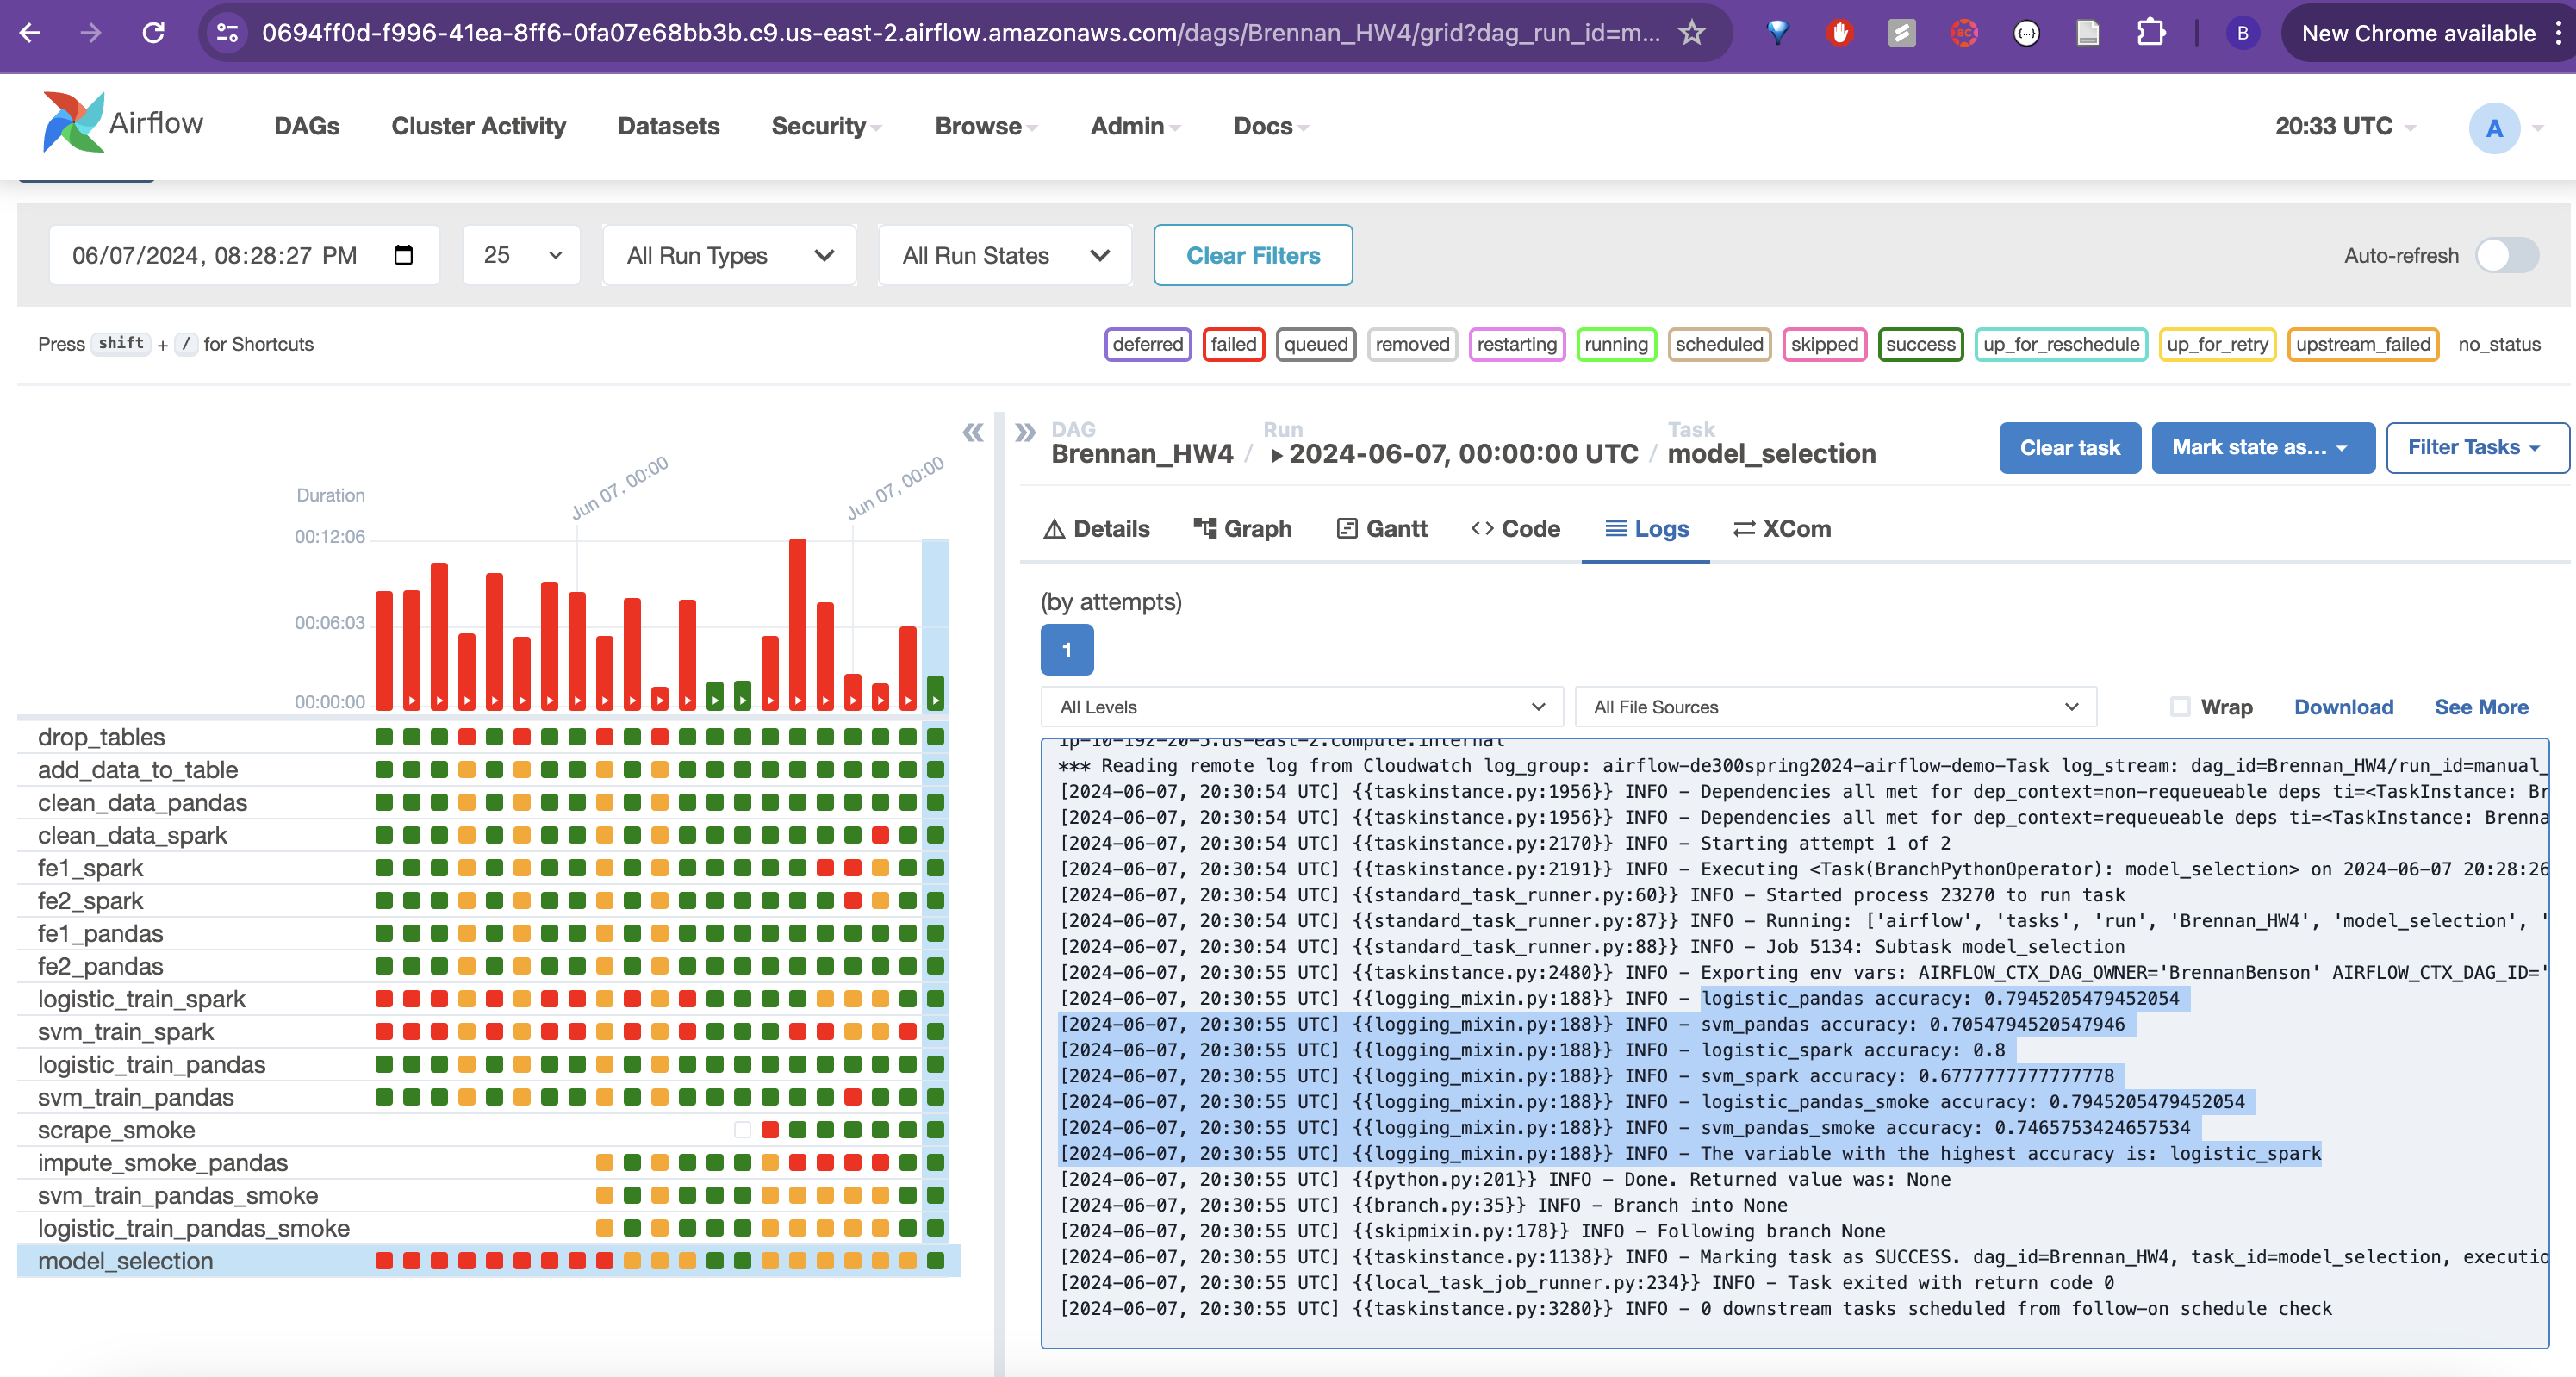 0694ff0d-f996-41ea-8ff6-0fa07e68bb3b.c9.us-east-2.airflow.amazonaws.com/dags/Brennan_HW4/grid?dag_run_id=m...
B
New Chrome available
Airflow
DAGs
Cluster Activity
Datasets
Security
Browse
Admin
Docs
20:33 UTC
A
06/07/2024, 08:28:27 PM
25
All Run Types
All Run States
Clear Filters
Auto-refresh
Press shift + / for Shortcuts
deferred
failed
queued
removed
restarting
running
scheduled
skipped
success
up_for_reschedule
up_for_retry
upstream_failed
no_status
Duration
Jun 07, 00:00
Jun 07, 00:00
00:12:06
00:06:03
00:00:00
drop_tables
add_data_to_table
clean_data_pandas
clean_data_spark
fe1_spark
fe2_spark
fe1_pandas
fe2_pandas
logistic_train_spark
svm_train_spark
logistic_train_pandas
svm_train_pandas
scrape_smoke
impute_smoke_pandas
svm_train_pandas_smoke
logistic_train_pandas_smoke
model_selection
DAG
Brennan_HW4 /
Run
2024-06-07, 00:00:00 UTC /
Task
model_selection
Clear task
Mark state as...
Filter Tasks
Details
Graph
Gantt
Code
Logs
XCom
(by attempts)
1
All Levels
All File Sources
Wrap
Download
See More
ip-10-192-20-5.us-east-2.compute.internal
*** Reading remote log from Cloudwatch log_group: airflow-de300spring2024-airflow-demo-Task log_stream: dag_id=Brennan_HW4/run_id=manual_
[2024-06-07, 20:30:54 UTC] {{taskinstance.py:1956}} INFO - Dependencies all met for dep_context=non-requeueable deps ti=<TaskInstance: Br
[2024-06-07, 20:30:54 UTC] {{taskinstance.py:1956}} INFO - Dependencies all met for dep_context=requeueable deps ti=<TaskInstance: Brenna
[2024-06-07, 20:30:54 UTC] {{taskinstance.py:2170}} INFO - Starting attempt 1 of 2
[2024-06-07, 20:30:54 UTC] {{taskinstance.py:2191}} INFO - Executing <Task(BranchPythonOperator): model_selection> on 2024-06-07 20:28:26
[2024-06-07, 20:30:54 UTC] {{standard_task_runner.py:60}} INFO - Started process 23270 to run task
[2024-06-07, 20:30:54 UTC] {{standard_task_runner.py:87}} INFO - Running: ['airflow', 'tasks', 'run', 'Brennan_HW4', 'model_selection', '
[2024-06-07, 20:30:54 UTC] {{standard_task_runner.py:88}} INFO - Job 5134: Subtask model_selection
[2024-06-07, 20:30:55 UTC] {{taskinstance.py:2480}} INFO - Exporting env vars: AIRFLOW_CTX_DAG_OWNER='BrennanBenson' AIRFLOW_CTX_DAG_ID='
[2024-06-07, 20:30:55 UTC] {{logging_mixin.py:188}} INFO - logistic_pandas accuracy: 0.7945205479452054
[2024-06-07, 20:30:55 UTC] {{logging_mixin.py:188}} INFO - svm_pandas accuracy: 0.7054794520547946
[2024-06-07, 20:30:55 UTC] {{logging_mixin.py:188}} INFO - logistic_spark accuracy: 0.8
[2024-06-07, 20:30:55 UTC] {{logging_mixin.py:188}} INFO - svm_spark accuracy: 0.6777777777777778
[2024-06-07, 20:30:55 UTC] {{logging_mixin.py:188}} INFO - logistic_pandas_smoke accuracy: 0.7945205479452054
[2024-06-07, 20:30:55 UTC] {{logging_mixin.py:188}} INFO - svm_pandas_smoke accuracy: 0.7465753424657534
[2024-06-07, 20:30:55 UTC] {{logging_mixin.py:188}} INFO - The variable with the highest accuracy is: logistic_spark
[2024-06-07, 20:30:55 UTC] {{python.py:201}} INFO - Done. Returned value was: None
[2024-06-07, 20:30:55 UTC] {{branch.py:35}} INFO - Branch into None
[2024-06-07, 20:30:55 UTC] {{skipmixin.py:178}} INFO - Following branch None
[2024-06-07, 20:30:55 UTC] {{taskinstance.py:1138}} INFO - Marking task as SUCCESS. dag_id=Brennan_HW4, task_id=model_selection, executio
[2024-06-07, 20:30:55 UTC] {{local_task_job_runner.py:234}} INFO - Task exited with return code 0
[2024-06-07, 20:30:55 UTC] {{taskinstance.py:3280}} INFO - 0 downstream tasks scheduled from follow-on schedule check